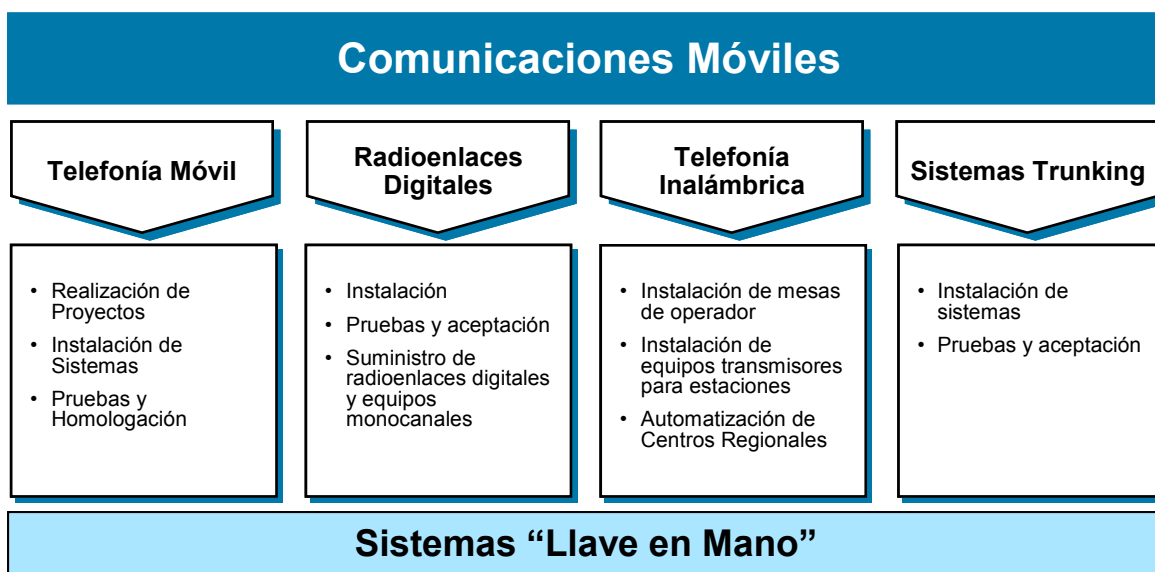 Comunicaciones Móviles
Telefonía Móvil
• Realización de
Proyectos
• Instalación de
Sistemas
• Pruebas y
Homologación
Radioenlaces
Digitales
• Instalación
• Pruebas y aceptación
• Suministro de
radioenlaces digitales
y equipos
monocanales
Telefonía
Inalámbrica
• Instalación de mesas
de operador
• Instalación de
equipos transmisores
para estaciones
• Automatización de
Centros Regionales
Sistemas Trunking
• Instalación de
sistemas
• Pruebas y aceptación
Sistemas “Llave en Mano”